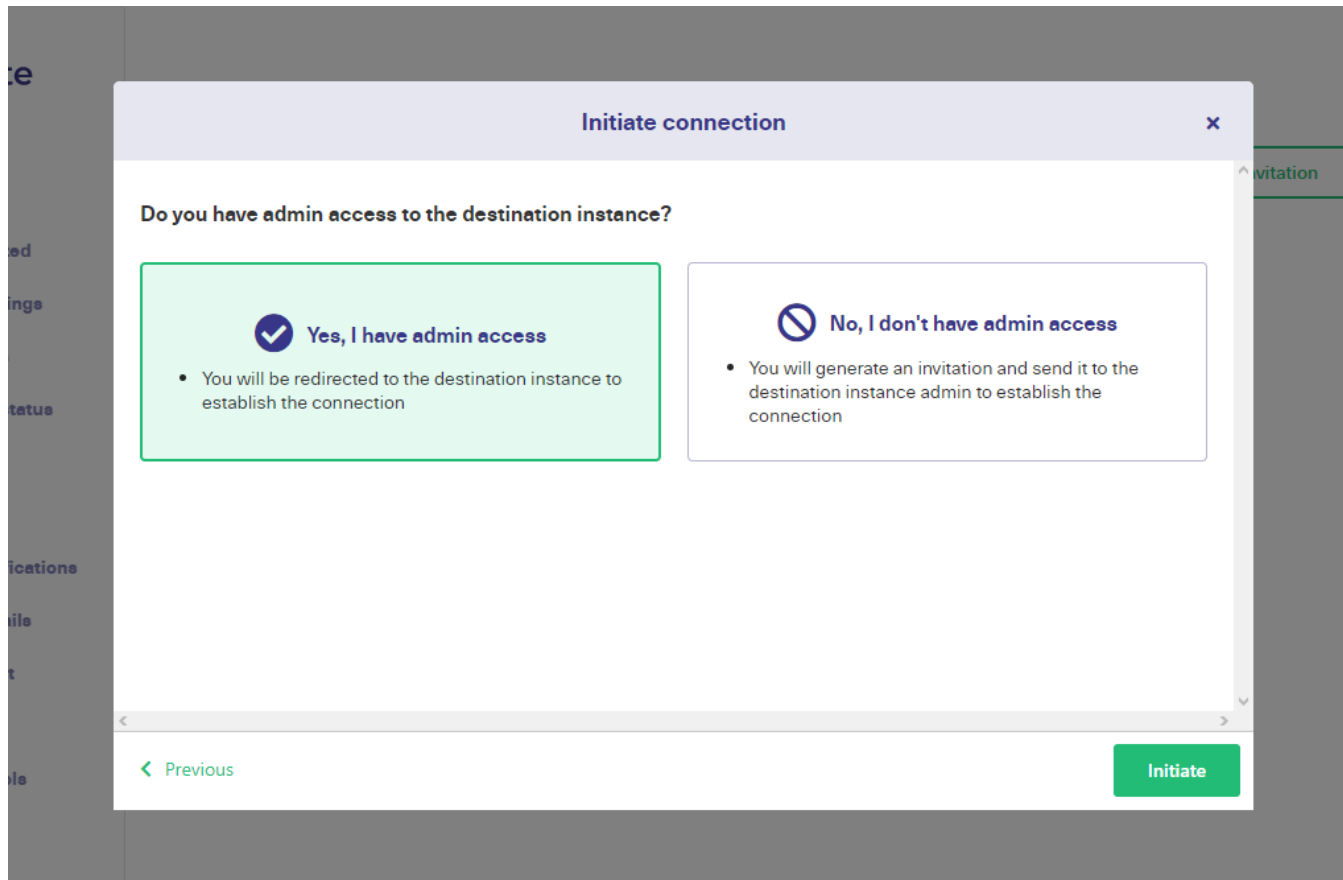 Initiate connection
Do you have admin access to the destination instance?
Yes, I have admin access
You will be redirected to the destination instance to
establish the connection
No, I don't have admin access
You will generate an invitation and send it to the
destination instance admin to establish the
connection
Previous
Initiate